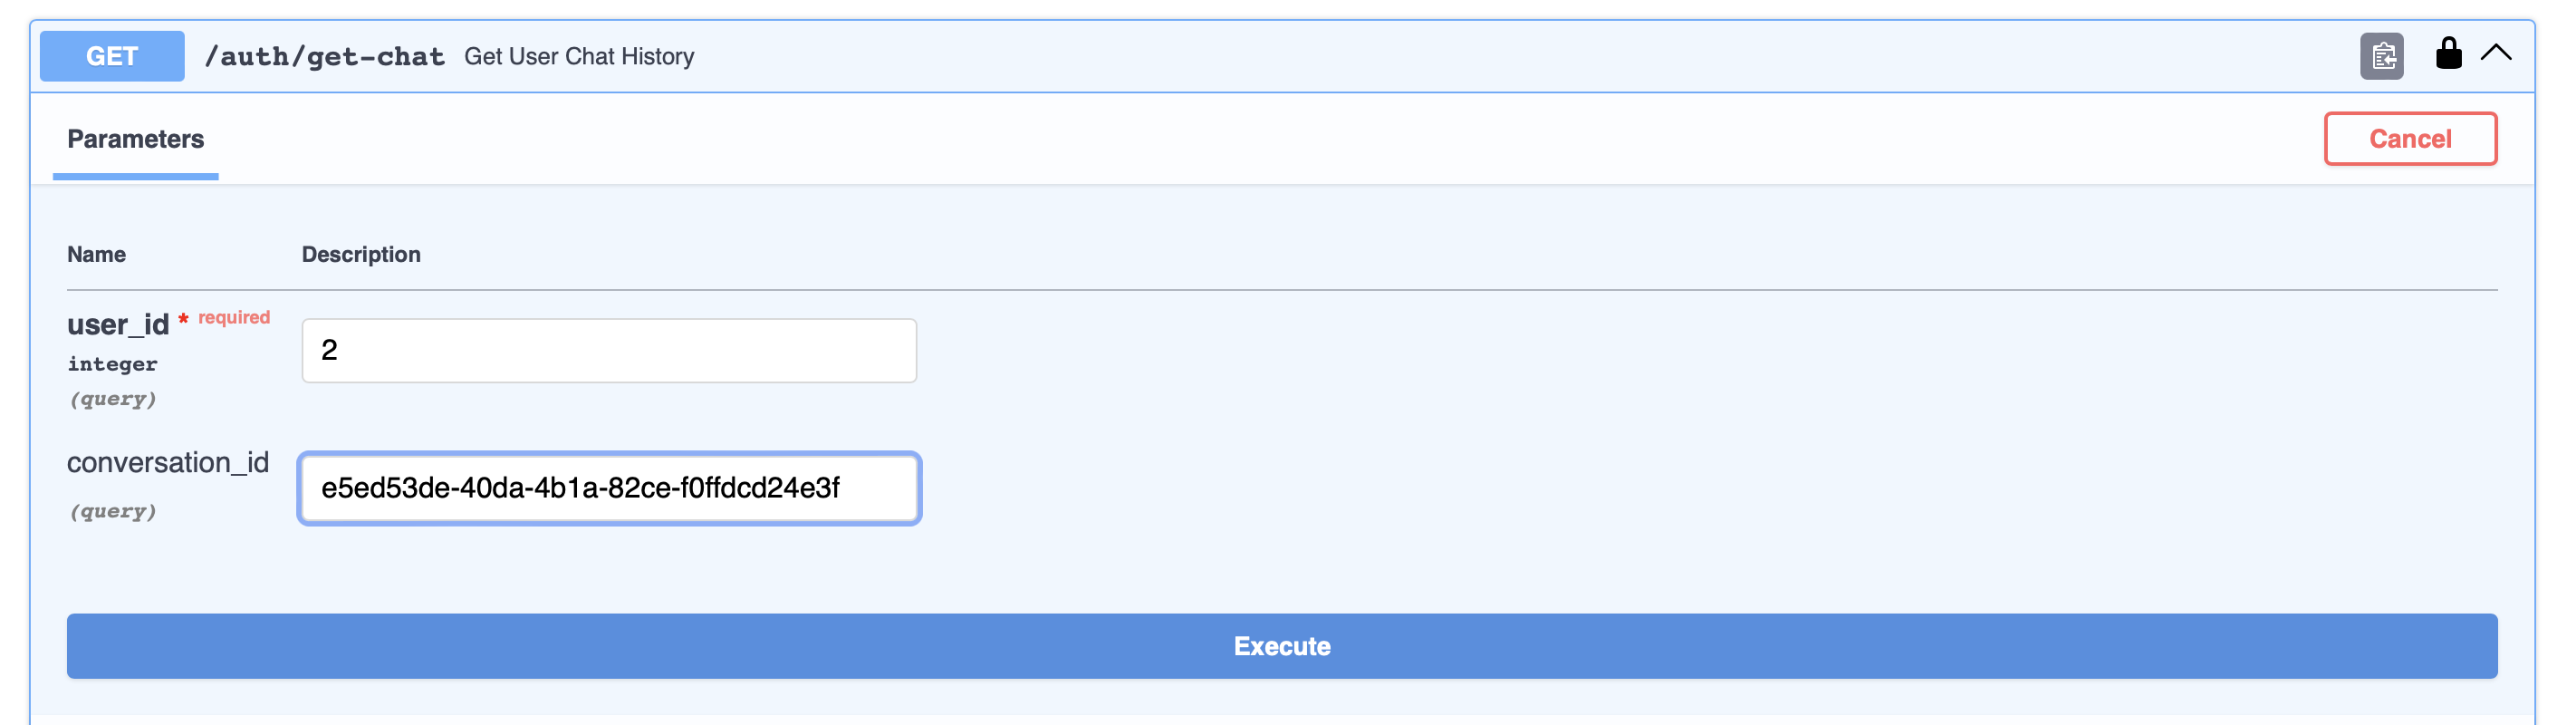 GET /auth/get-chat Get User Chat History
Parameters
Cancel
Name Description
user_id * required
integer
(query)
2
conversation_id
(query)
e5ed53de-40da-4b1a-82ce-f0ffdcd24e3f
Execute